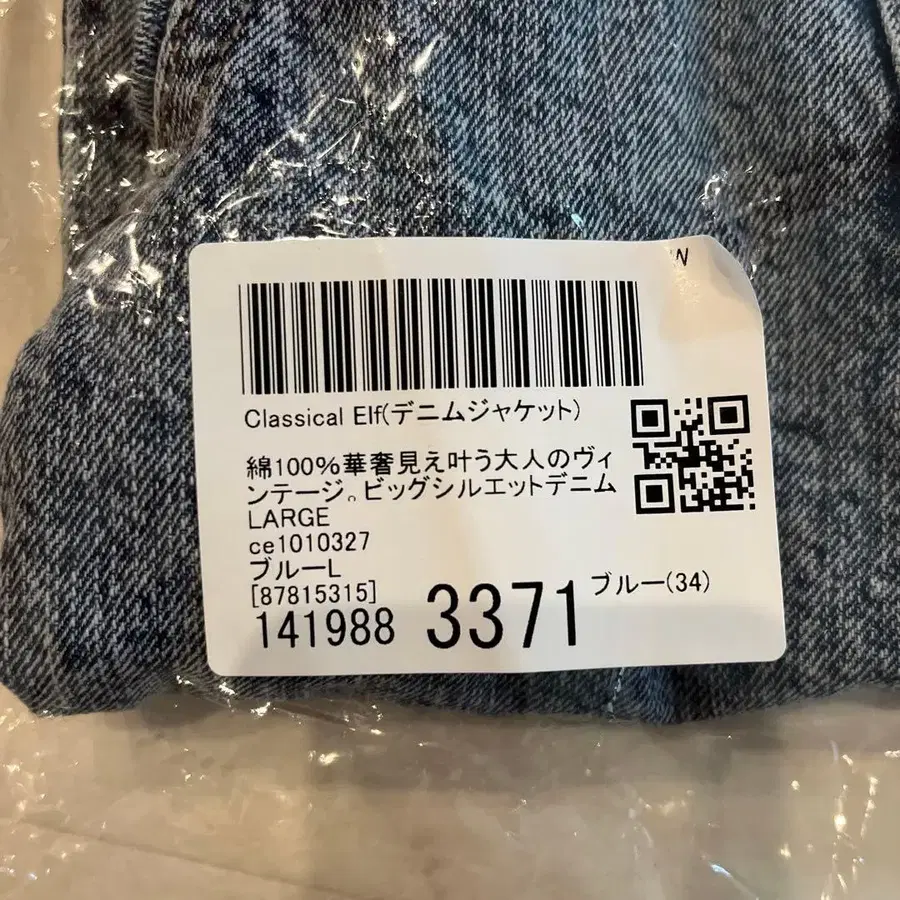 W
Classical Elf(デニムジャケット)
綿100%華奢見え叶う大人のヴィ
ンテージ。ビッグシルエットデニム
LARGE
ce1010327
ブルーL
[87815315]
ブルー(34)
141988 3371